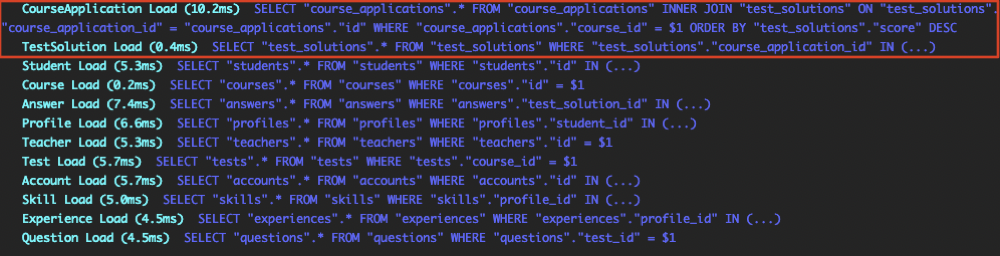 CourseApplication Load (10.2ms)  SELECT "course_applications".* FROM "course_applications" INNER JOIN "test_solutions" ON "test_solutions".
"course_application_id" = "course_applications"."id" WHERE "course_applications"."course_id" = $1 ORDER BY "test_solutions"."score" DESC
TestSolution Load (0.4ms)  SELECT "test_solutions".* FROM "test_solutions" WHERE "test_solutions"."course_application_id" IN (...)
Student Load (5.3ms)  SELECT "students".* FROM "students" WHERE "students"."id" IN (...)
Course Load (0.2ms)  SELECT "courses".* FROM "courses" WHERE "courses"."id" = $1
Answer Load (7.4ms)  SELECT "answers".* FROM "answers" WHERE "answers"."test_solution_id" IN (...)
Profile Load (6.6ms)  SELECT "profiles".* FROM "profiles" WHERE "profiles"."student_id" IN (...)
Teacher Load (5.3ms)  SELECT "teachers".* FROM "teachers" WHERE "teachers"."id" = $1
Test Load (5.7ms)  SELECT "tests".* FROM "tests" WHERE "tests"."course_id" = $1
Account Load (5.7ms)  SELECT "accounts".* FROM "accounts" WHERE "accounts"."id" IN (...)
Skill Load (5.0ms)  SELECT "skills".* FROM "skills" WHERE "skills"."profile_id" IN (...)
Experience Load (4.5ms)  SELECT "experiences".* FROM "experiences" WHERE "experiences"."profile_id" IN (...)
Question Load (4.5ms)  SELECT "questions".* FROM "questions" WHERE "questions"."test_id" = $1